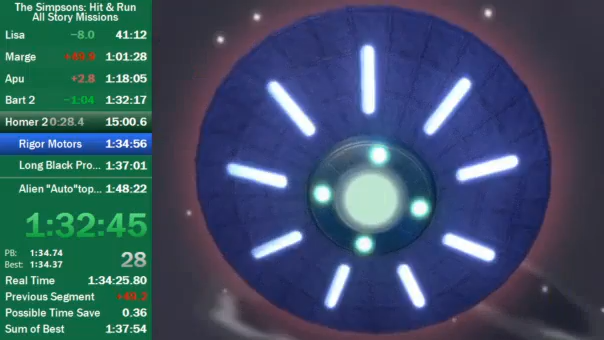 The Simpsons: Hit & Run
All Story Missions
Lisa −8.0 41:12
Marge +49.9 1:01:28
Apu +2.8 1:18:05
Bart 2 −1:04 1:32:17
Homer 2 0:28.4 15:00.6
Rigor Motors 1:34:56
Long Black Pro... 1:37:01
Alien "Auto"top... 1:48:22
1:32:45
PB: 1:34.74
Best: 1:34.37
28
Real Time 1:34:25.80
Previous Segment +49.2
Possible Time Save 0.36
Sum of Best 1:37:54